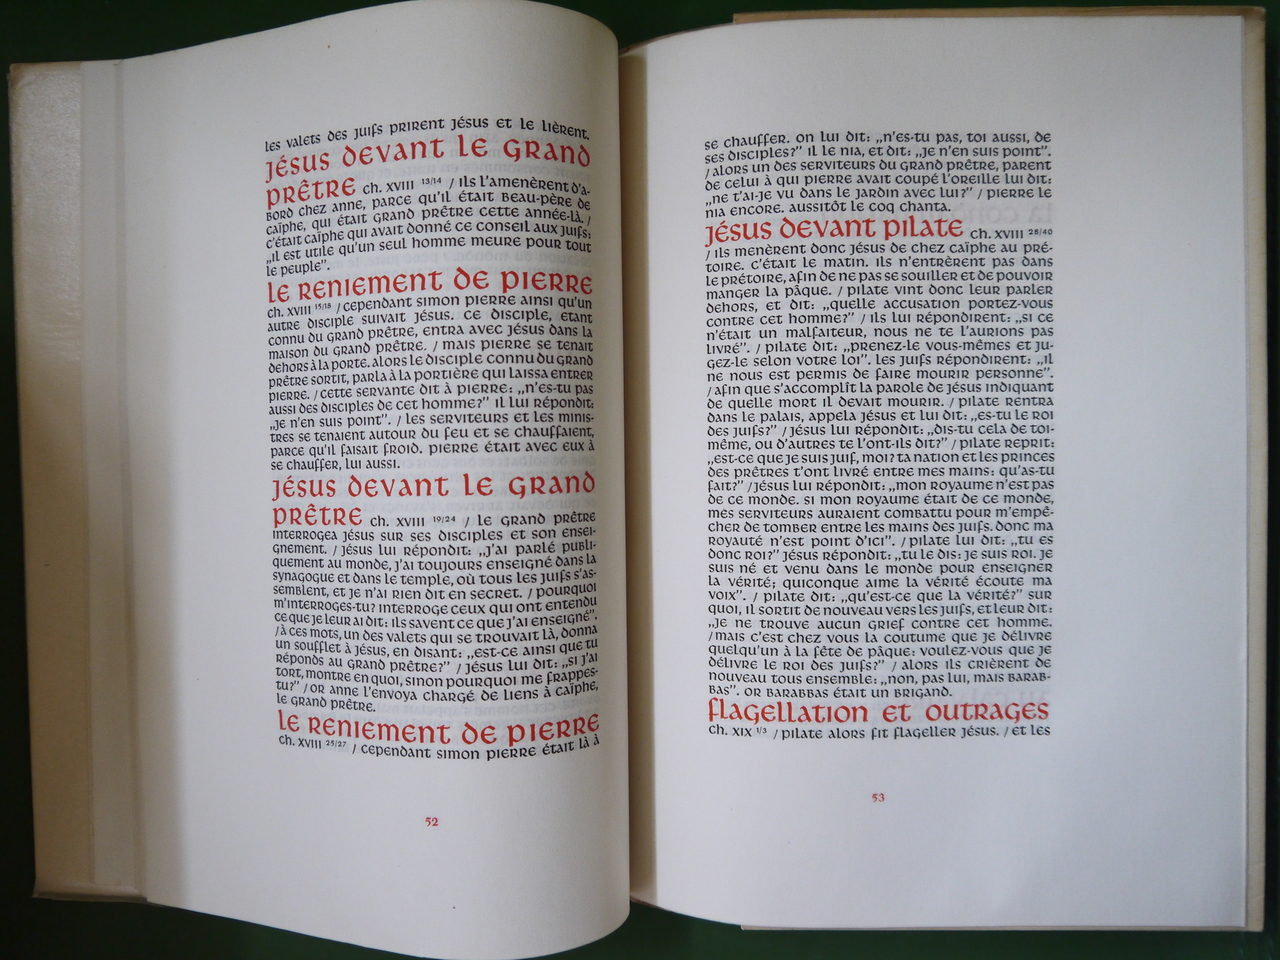 les valets des juifs prirent jésus et le lièrent.
jésus devant le grand
prêtre ch. XVIII 13/14 / ils l'amenèrent d'a-
bord chez anne, parce qu'il était beau-père de
caïphe, qui était grand prêtre cette année-là. /
c'était caïphe qui avait donné ce conseil aux juifs:
„il est utile qu'un seul homme meure pour tout
le peuple”.
le reniement de pierre
ch. XVIII 15/18 / cependant simon pierre ainsi qu'un
autre disciple suivait jésus. ce disciple, étant
connu du grand prêtre, entra avec jésus dans la
maison du grand prêtre. / mais pierre se tenait
dehors à la porte. alors le disciple connu du grand
prêtre sortit, parla à la portière qui laissa entrer
pierre. / cette servante dit à pierre: „n'es-tu pas
aussi des disciples de cet homme?” il lui répondit:
„je n'en suis point”. / les serviteurs et les minis-
tres se tenaient autour du feu et se chauffaient,
parce qu'il faisait froid. pierre était avec eux à
se chauffer, lui aussi.
jésus devant le grand
prêtre ch. XVIII 19/24 / le grand prêtre
interrogea jésus sur ses disciples et son ensei-
gnement. / jésus lui répondit: „j'ai parlé publi-
quement au monde, j'ai toujours enseigné dans la
synagogue et dans le temple, où tous les juifs s'as-
semblent, et je n'ai rien dit en secret. / pourquoi
m'interroges-tu? interroge ceux qui ont entendu
ce que je leur ai dit: ils savent ce que j'ai enseigné”.
/ à ces mots, un des valets qui se trouvait là, donna
un soufflet à jésus, en disant: „est-ce ainsi que tu
réponds au grand prêtre?” / jésus lui dit: „si j'ai
tort, montre en quoi, sinon pourquoi me frappes-
tu?” / or anne l'envoya chargé de liens à caïphe,
le grand prêtre.
le reniement de pierre
ch. XVIII 25/27 / cependant simon pierre était là à
52
se chauffer. on lui dit: „n'es-tu pas, toi aussi, de
ses disciples?” il le nia, et dit: „je n'en suis point”.
/ alors un des serviteurs du grand prêtre, parent
de celui à qui pierre avait coupé l'oreille lui dit:
„ne t'ai-je vu dans le jardin avec lui?” / pierre le
nia encore. aussitôt le coq chanta.
jésus devant pilate ch. XVIII 28/40
/ ils menèrent donc jésus de chez caïphe au pré-
toire. c'était le matin. ils n'entrèrent pas dans
le prétoire, afin de ne pas se souiller et de pouvoir
manger la pâque. / pilate vint donc leur parler
dehors, et dit: „quelle accusation portez-vous
contre cet homme?” / ils lui répondirent: „si ce
n'était un malfaiteur, nous ne te l'aurions pas
livré”. / pilate dit: „prenez-le vous-mêmes et ju-
gez-le selon votre loi”. les juifs répondirent: „il
ne nous est permis de faire mourir personne”.
/ afin que s'accomplît la parole de jésus indiquant
de quelle mort il devait mourir. / pilate rentra
dans le palais, appela jésus et lui dit: „es-tu le roi
des juifs?” / jésus lui répondit: „dis-tu cela de toi-
même, ou d'autres te l'ont-ils dit?” / pilate reprit:
„est-ce que je suis juif, moi? ta nation et les princes
des prêtres t'ont livré entre mes mains: qu'as-tu
fait?” / jésus lui répondit: „mon royaume n'est pas
de ce monde. si mon royaume était de ce monde,
mes serviteurs auraient combattu pour m'empê-
cher de tomber entre les mains des juifs. donc ma
royauté n'est point d'ici”. / pilate lui dit: „tu es
donc roi?” jésus répondit: „tu le dis: je suis roi. je
suis né et venu dans le monde pour enseigner
la vérité; quiconque aime la vérité écoute ma
voix”. / pilate dit: „qu'est-ce que la vérité?” sur
quoi, il sortit de nouveau vers les juifs, et leur dit:
„je ne trouve aucun grief contre cet homme.
/ mais c'est chez vous la coutume que je délivre
quelqu'un à la fête de pâque: voulez-vous que je
délivre le roi des juifs?” / alors ils crièrent de
nouveau tous ensemble: „non, pas lui, mais barab-
bas”. or barabbas était un brigand.
flagellation et outrages
ch. XIX 1/3 / pilate alors fit flageller jésus. / et les
53